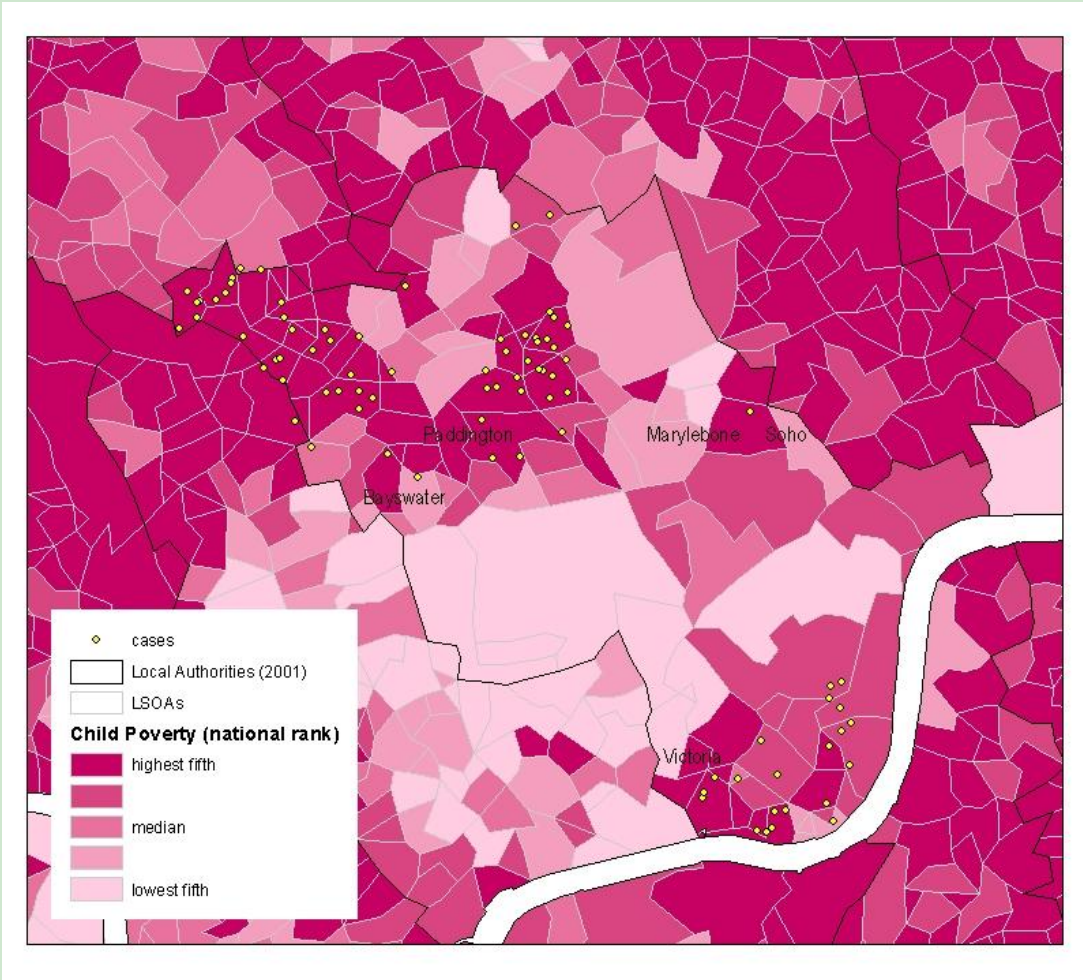 Paddington
Marylebone
Soho
Bayswater
Victoria
cases
Local Authorities (2001)
LSOAs
Child Poverty (national rank)
highest fifth
median
lowest fifth